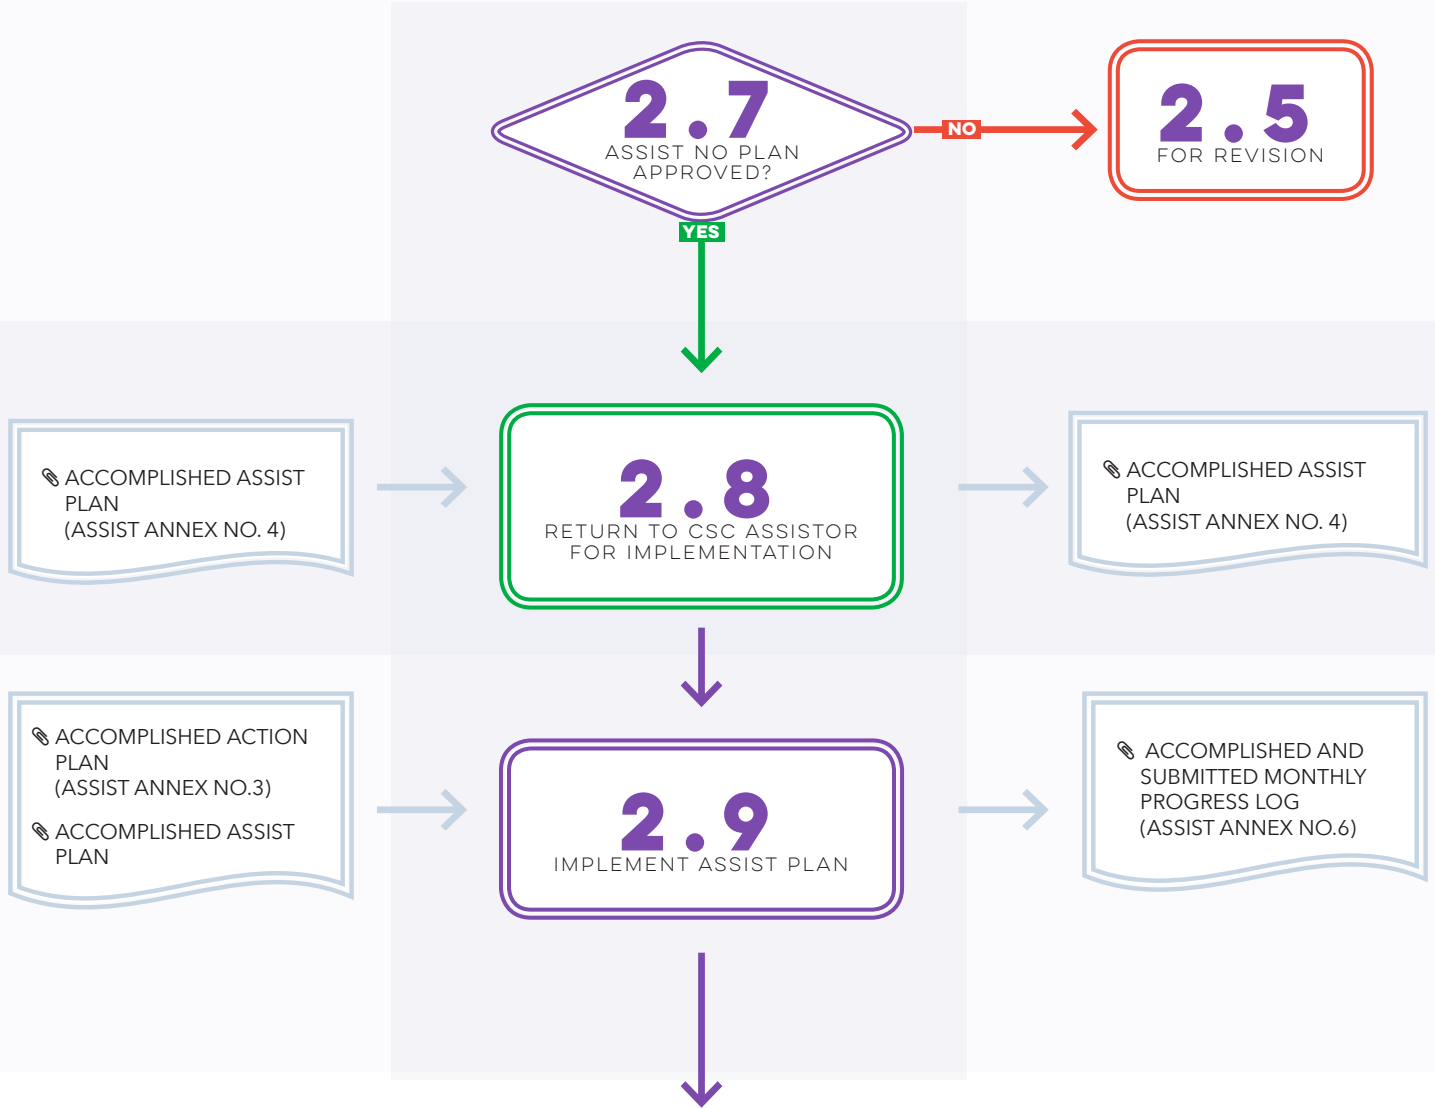 2.7
ASSIST NO PLAN
APPROVED?
NO
2.5
FOR REVISION
YES
ACCOMPLISHED ASSIST
PLAN
(ASSIST ANNEX NO. 4)
2.8
RETURN TO CSC ASSISTOR
FOR IMPLEMENTATION
ACCOMPLISHED ASSIST
PLAN
(ASSIST ANNEX NO. 4)
ACCOMPLISHED ACTION
PLAN
(ASSIST ANNEX NO.3)
ACCOMPLISHED ASSIST
PLAN
2.9
IMPLEMENT ASSIST PLAN
ACCOMPLISHED AND
SUBMITTED MONTHLY
PROGRESS LOG
(ASSIST ANNEX NO.6)